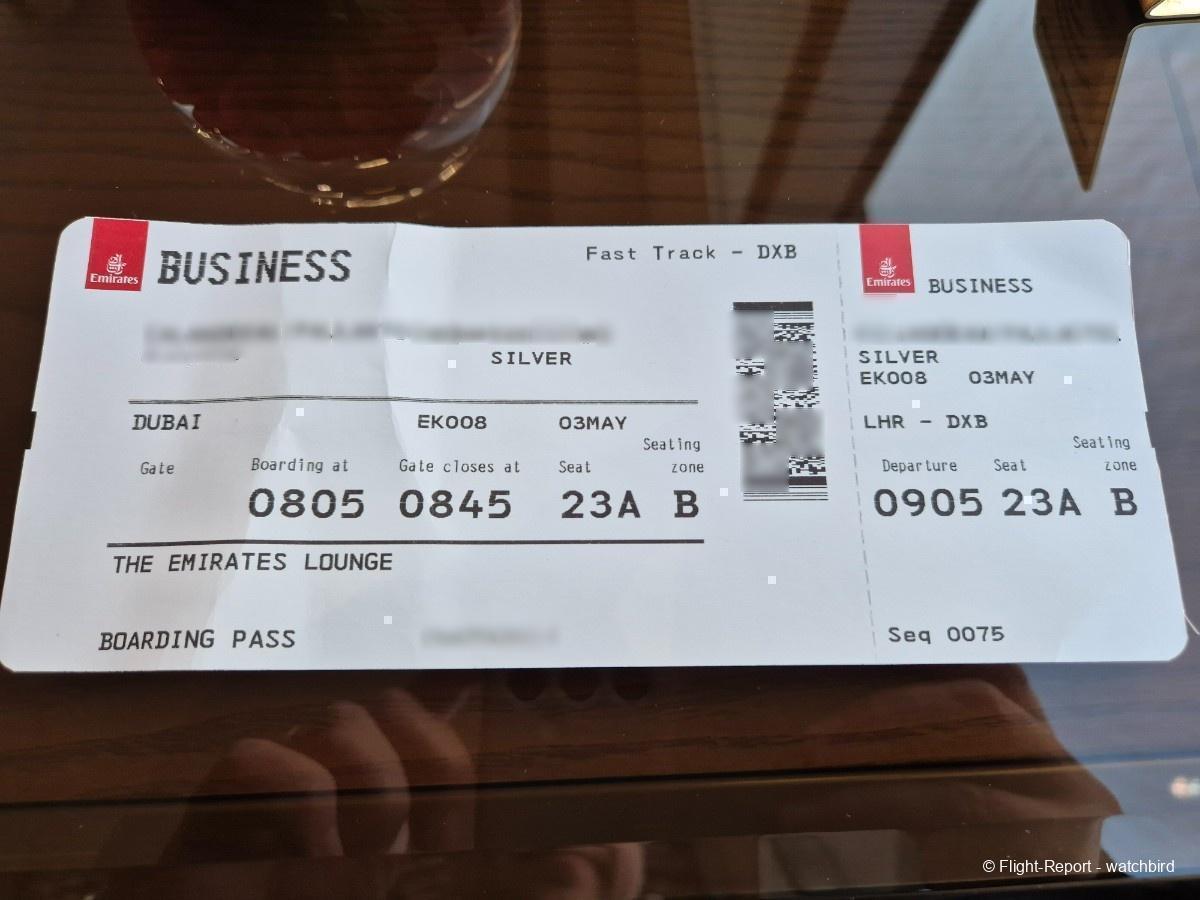 Emirates
BUSINESS
Fast Track - DXB
SILVER
DUBAI EK008 03MAY
Gate Boarding at Gate closes at Seat Seating zone
0805 0845 23A B
THE EMIRATES LOUNGE
BOARDING PASS
Emirates
BUSINESS
SILVER
EK008 03MAY
LHR - DXB
Departure Seat Seating zone
0905 23A B
Seq 0075
© Flight-Report - watchbird